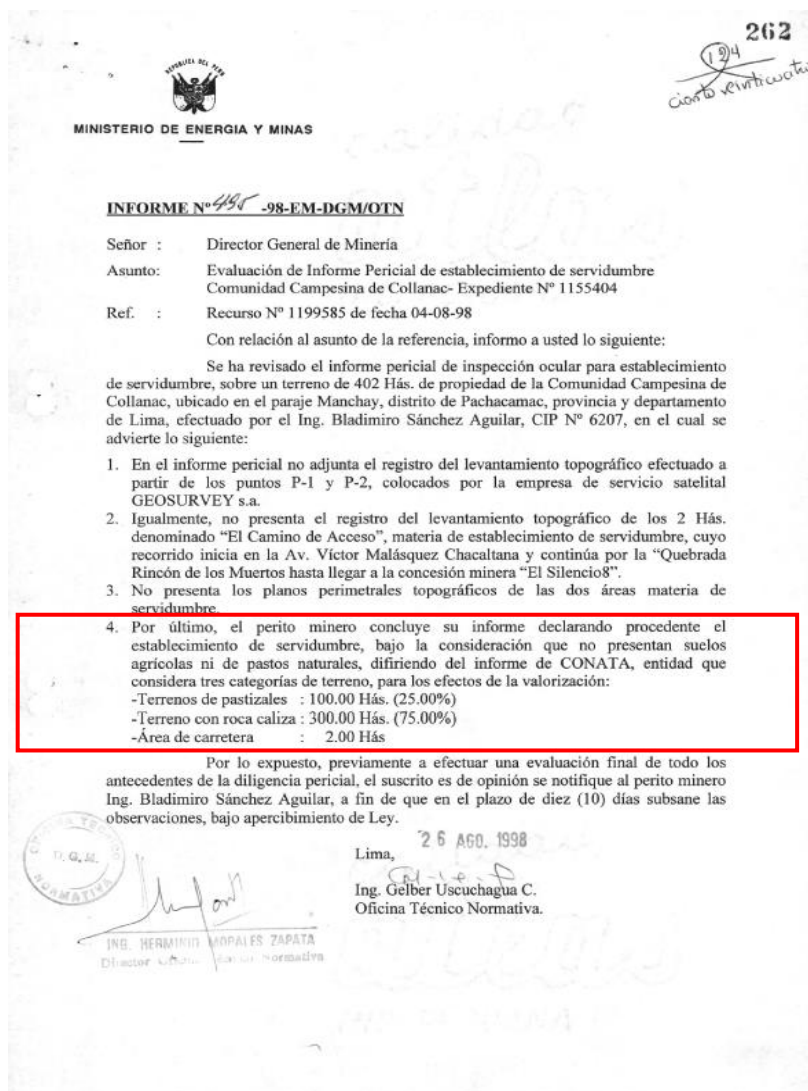 262
124
ciento veinticuatro
REPUBLICA DEL PERU
MINISTERIO DE ENERGIA Y MINAS
INFORME Nº 495 -98-EM-DGM/OTN
Señor : Director General de Minería
Asunto: Evaluación de Informe Pericial de establecimiento de servidumbre
Comunidad Campesina de Collanac- Expediente Nº 1155404
Ref. : Recurso Nº 1199585 de fecha 04-08-98
Con relación al asunto de la referencia, informo a usted lo siguiente:
Se ha revisado el informe pericial de inspección ocular para establecimiento
de servidumbre, sobre un terreno de 402 Hás. de propiedad de la Comunidad Campesina de
Collanac, ubicado en el paraje Manchay, distrito de Pachacamac, provincia y departamento
de Lima, efectuado por el Ing. Bladimiro Sánchez Aguilar, CIP Nº 6207, en el cual se
advierte lo siguiente:
1. En el informe pericial no adjunta el registro del levantamiento topográfico efectuado a
partir de los puntos P-1 y P-2, colocados por la empresa de servicio satelital
GEOSURVEY s.a.
2. Igualmente, no presenta el registro del levantamiento topográfico de los 2 Hás.
denominado “El Camino de Acceso”, materia de establecimiento de servidumbre, cuyo
recorrido inicia en la Av. Víctor Malásquez Chacaltana y continúa por la “Quebrada
Rincón de los Muertos hasta llegar a la concesión minera “El Silencio8”.
3. No presenta los planos perimetrales topográficos de las dos áreas materia de
servidumbre.
4. Por último, el perito minero concluye su informe declarando procedente el
establecimiento de servidumbre, bajo la consideración que no presentan suelos
agrícolas ni de pastos naturales, difiriendo del informe de CONATA, entidad que
considera tres categorías de terreno, para los efectos de la valorización:
-Terrenos de pastizales : 100.00 Hás. (25.00%)
-Terreno con roca caliza : 300.00 Hás. (75.00%)
-Área de carretera : 2.00 Hás
Por lo expuesto, previamente a efectuar una evaluación final de todo los
antecedentes de la diligencia pericial, el suscrito es de opinión se notifique al perito minero
Ing. Bladimiro Sánchez Aguilar, a fin de que en el plazo de diez (10) días subsane las
observaciones, bajo apercibimiento de Ley.
Lima, 26 AGO. 1998
OFICINA TECNICO
D. G. M.
NORMATIVA
Ing. Gelber Uscuchagua C.
Oficina Técnico Normativa.
ING. HERMINIO MORALES ZAPATA
Director Oficina Técnico Normativa